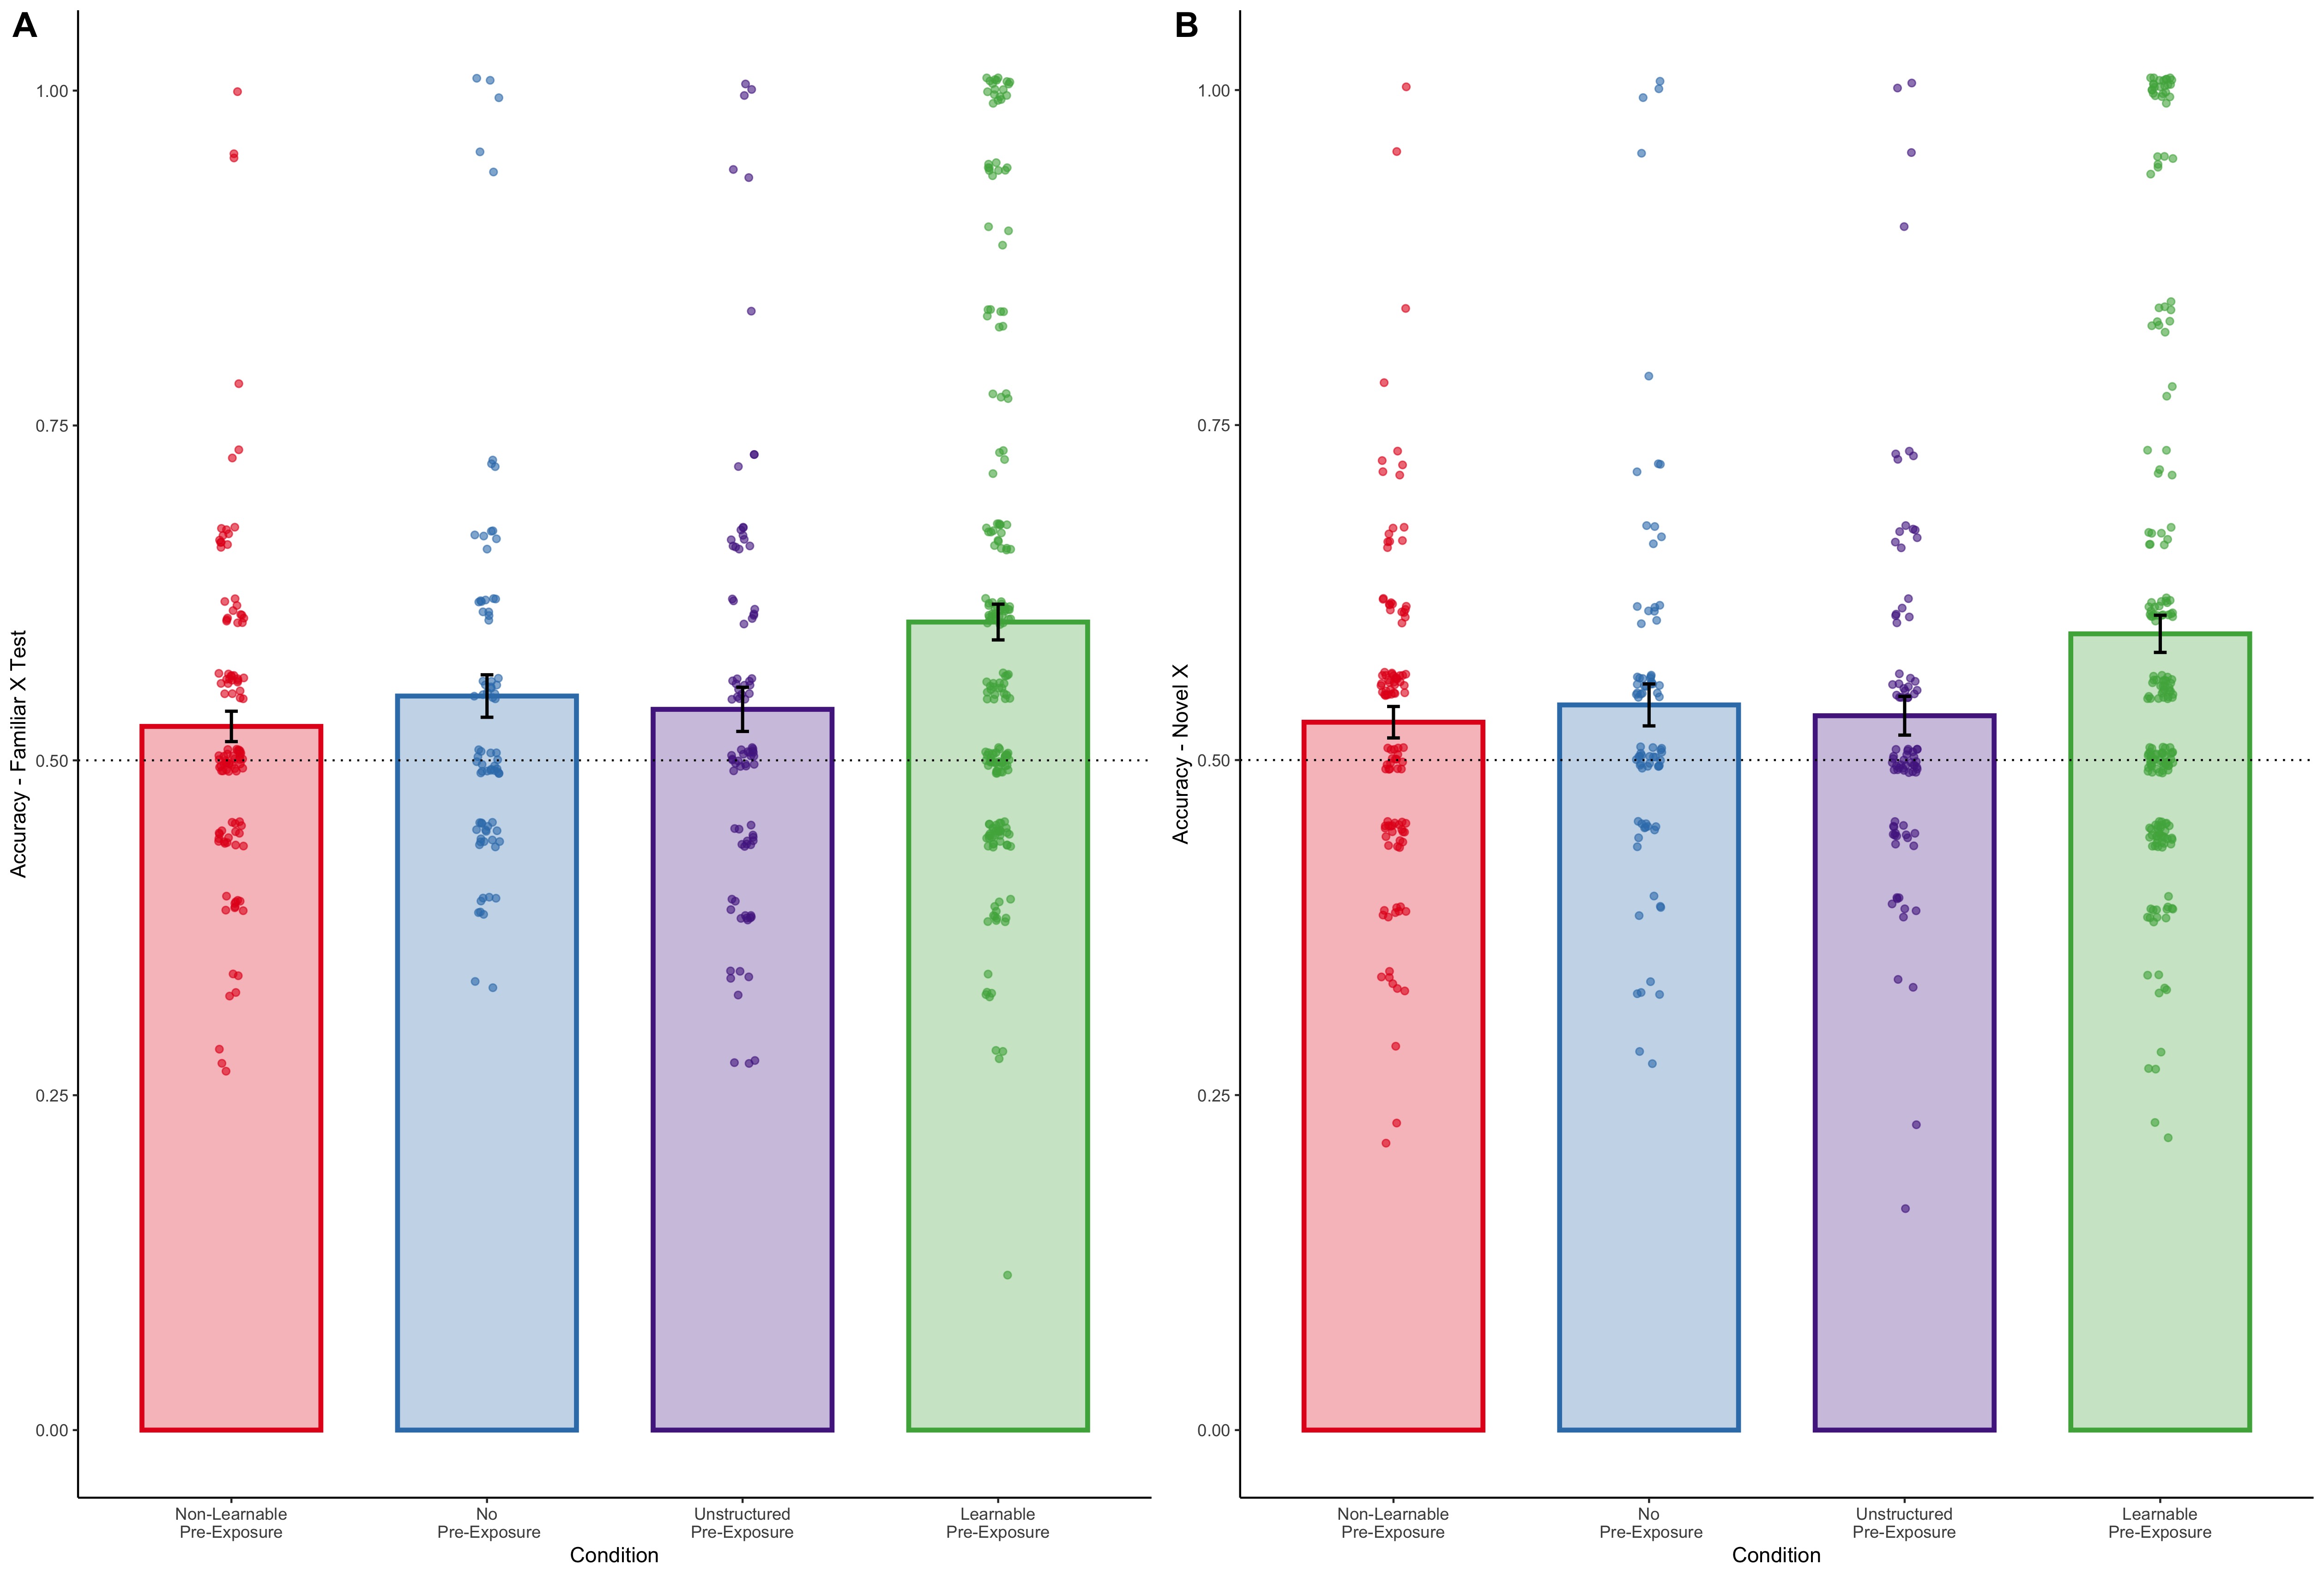 A
Accuracy - Familiar X Test
1.00
0.75
0.50
0.25
0.00
Non-Learnable
Pre-Exposure
No
Pre-Exposure
Unstructured
Pre-Exposure
Learnable
Pre-Exposure
Condition
B
Accuracy - Novel X
1.00
0.75
0.50
0.25
0.00
Non-Learnable
Pre-Exposure
No
Pre-Exposure
Unstructured
Pre-Exposure
Learnable
Pre-Exposure
Condition